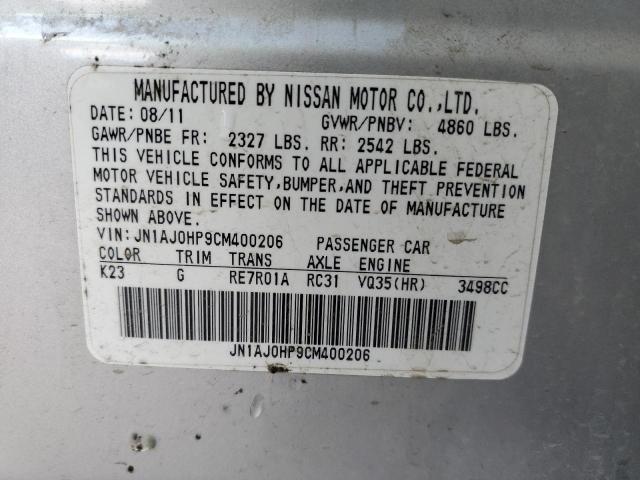 MANUFACTURED BY NISSAN MOTOR CO.,LTD.
DATE: 08/11 GVWR/PNBV: 4860 LBS.
GAWR/PNBE FR: 2327 LBS. RR: 2542 LBS.
THIS VEHICLE CONFORMS TO ALL APPLICABLE FEDERAL
MOTOR VEHICLE SAFETY,BUMPER,AND THEFT PREVENTION
STANDARDS IN EFFECT ON THE DATE OF MANUFACTURE
SHOWN ABOVE.
VIN: JN1AJ0HP9CM400206 PASSENGER CAR
COLOR TRIM TRANS AXLE ENGINE
K23 G RE7R01A RC31 VQ35(HR) 3498CC
JN1AJ0HP9CM400206